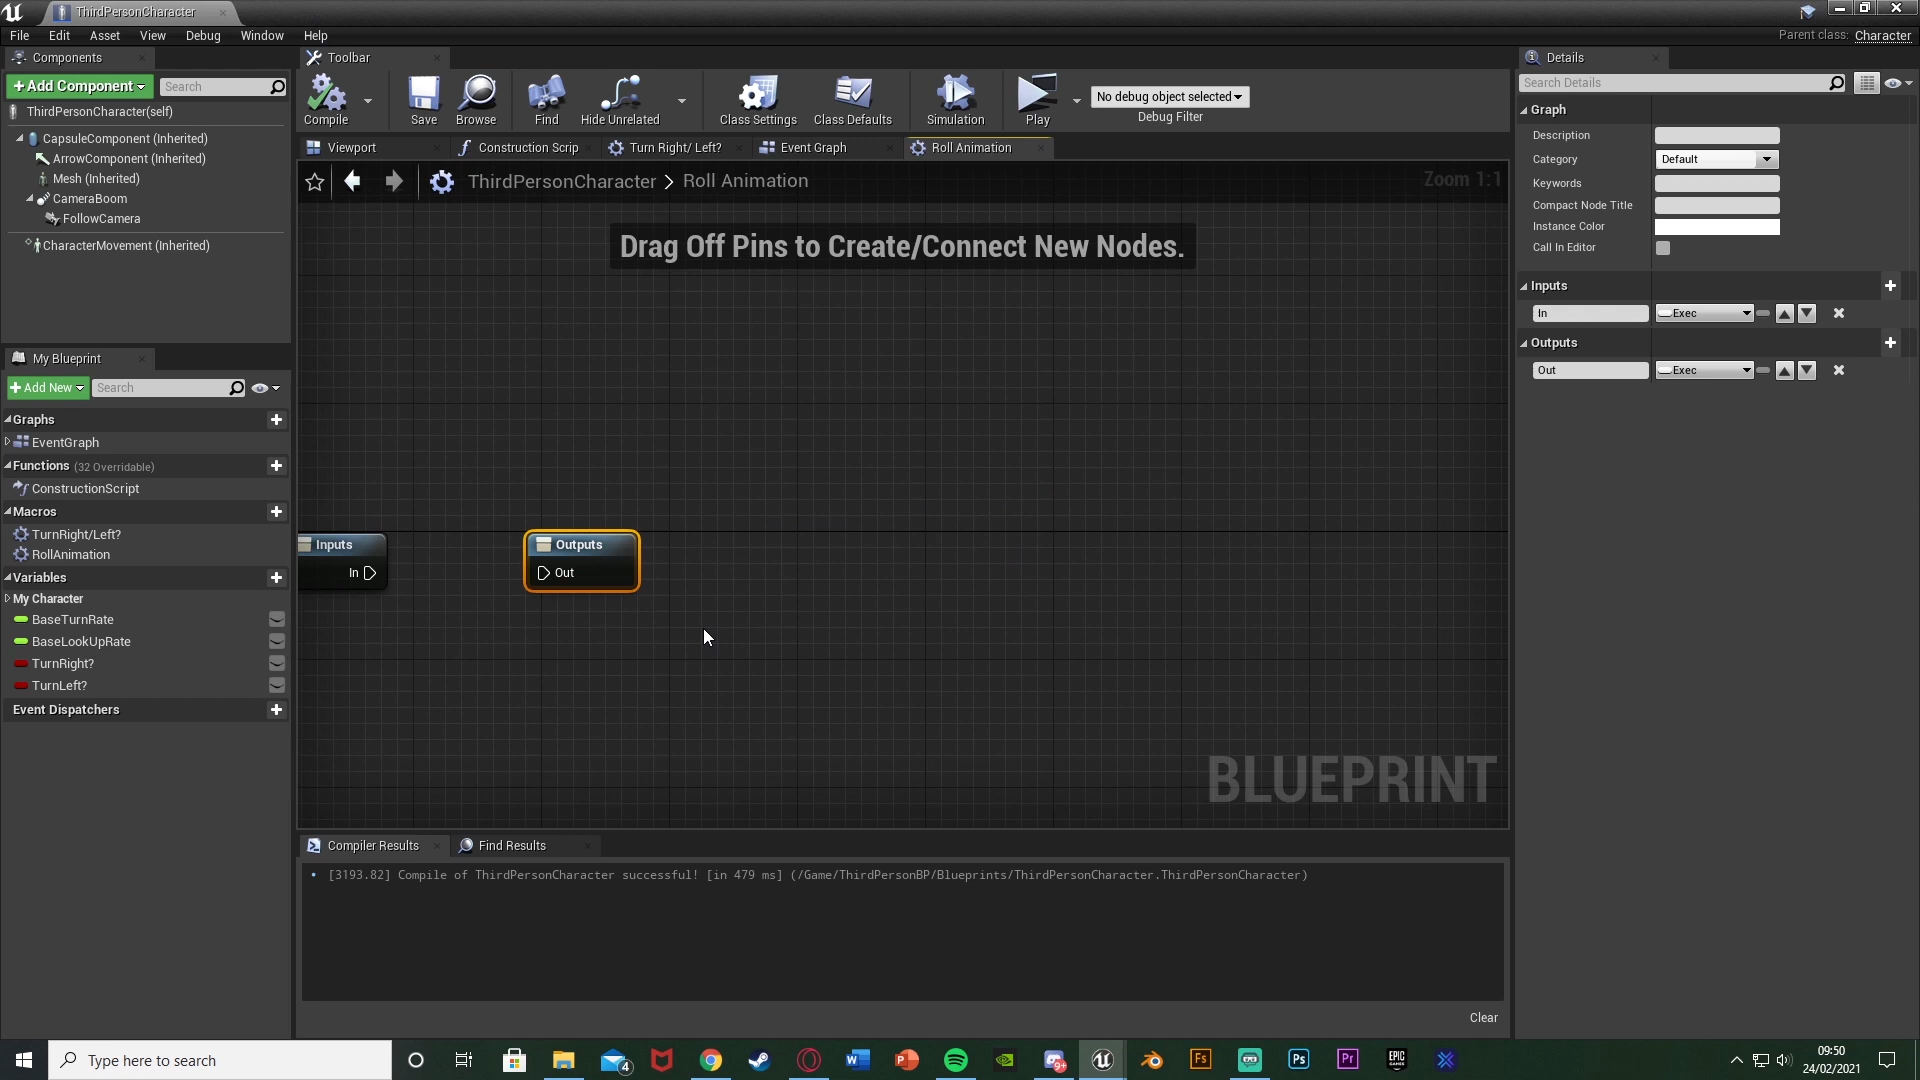 ThirdPersonCharacter
File Edit Asset View Debug Window Help
Parent class: Character
Components
Toolbar
Details
+Add Component
Search
Search Details
ThirdPersonCharacter(self)
CapsuleComponent (Inherited)
ArrowComponent (Inherited)
Mesh (Inherited)
CameraBoom
FollowCamera
CharacterMovement (Inherited)
Compile
Save
Browse
Find
Hide Unrelated
Class Settings
Class Defaults
Simulation
Play
No debug object selected
Debug Filter
Viewport
Construction Scrip
Turn Right/ Left?
Event Graph
Roll Animation
ThirdPersonCharacter > Roll Animation
Zoom 1:1
Drag Off Pins to Create/Connect New Nodes.
Inputs
In
Outputs
Out
BLUEPRINT
Graph
Description
Category
Default
Keywords
Compact Node Title
Instance Color
Call In Editor
Inputs
In
Exec
Outputs
Out
Exec
My Blueprint
+Add New
Search
Graphs
EventGraph
Functions (32 Overridable)
ConstructionScript
Macros
TurnRight/Left?
RollAnimation
Variables
My Character
BaseTurnRate
BaseLookUpRate
TurnRight?
TurnLeft?
Event Dispatchers
Compiler Results
Find Results
[3193.82] Compile of ThirdPersonCharacter successful! [in 479 ms] (/Game/ThirdPersonBP/Blueprints/ThirdPersonCharacter.ThirdPersonCharacter)
Clear
Type here to search
4
W
P
9+
Fs
Ps
Pr
EPIC
GAMES
09:50
24/02/2021